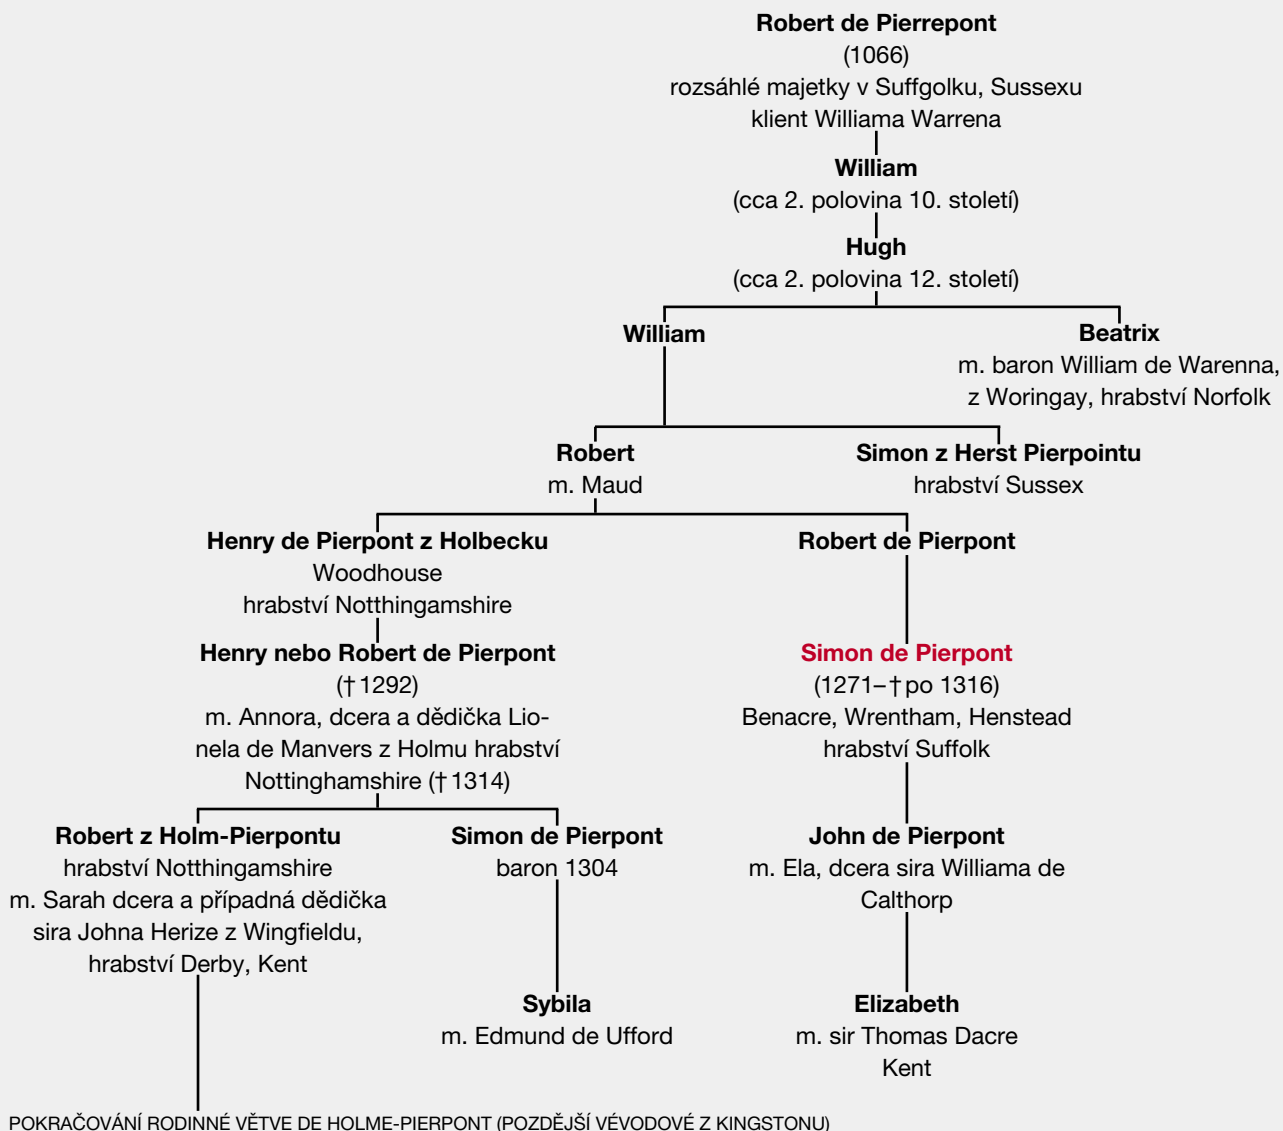 Robert de Pierrepont
(1066)
rozsáhlé majetky v Suffgolku, Sussexu
klient Williama Warrena
William
(cca 2. polovina 10. století)
Hugh
(cca 2. polovina 12. století)
William
Beatrix
m. baron William de Warenna,
z Woringay, hrabství Norfolk
Robert
m. Maud
Simon z Herst Pierpointu
hrabství Sussex
Henry de Pierpont z Holbecku
Woodhouse
hrabství Notthingamshire
Robert de Pierpont
Henry nebo Robert de Pierpont
(† 1292)
m. Annora, dcera a dědička Lio-
nela de Manvers z Holmu hrabství
Nottinghamshire († 1314)
Simon de Pierpont
(1271–† po 1316)
Benacre, Wrentham, Henstead
hrabství Suffolk
Robert z Holm-Pierpontu
hrabství Notthingamshire
m. Sarah dcera a případná dědička
sira Johna Herize z Wingfieldu,
hrabství Derby, Kent
Simon de Pierpont
baron 1304
John de Pierpont
m. Ela, dcera sira Williama de
Calthorp
Sybila
m. Edmund de Ufford
Elizabeth
m. sir Thomas Dacre
Kent
POKRAČOVÁNÍ RODINNÉ VĚTVE DE HOLME-PIERPONT (POZDĚJŠÍ VÉVODOVÉ Z KINGSTONU)